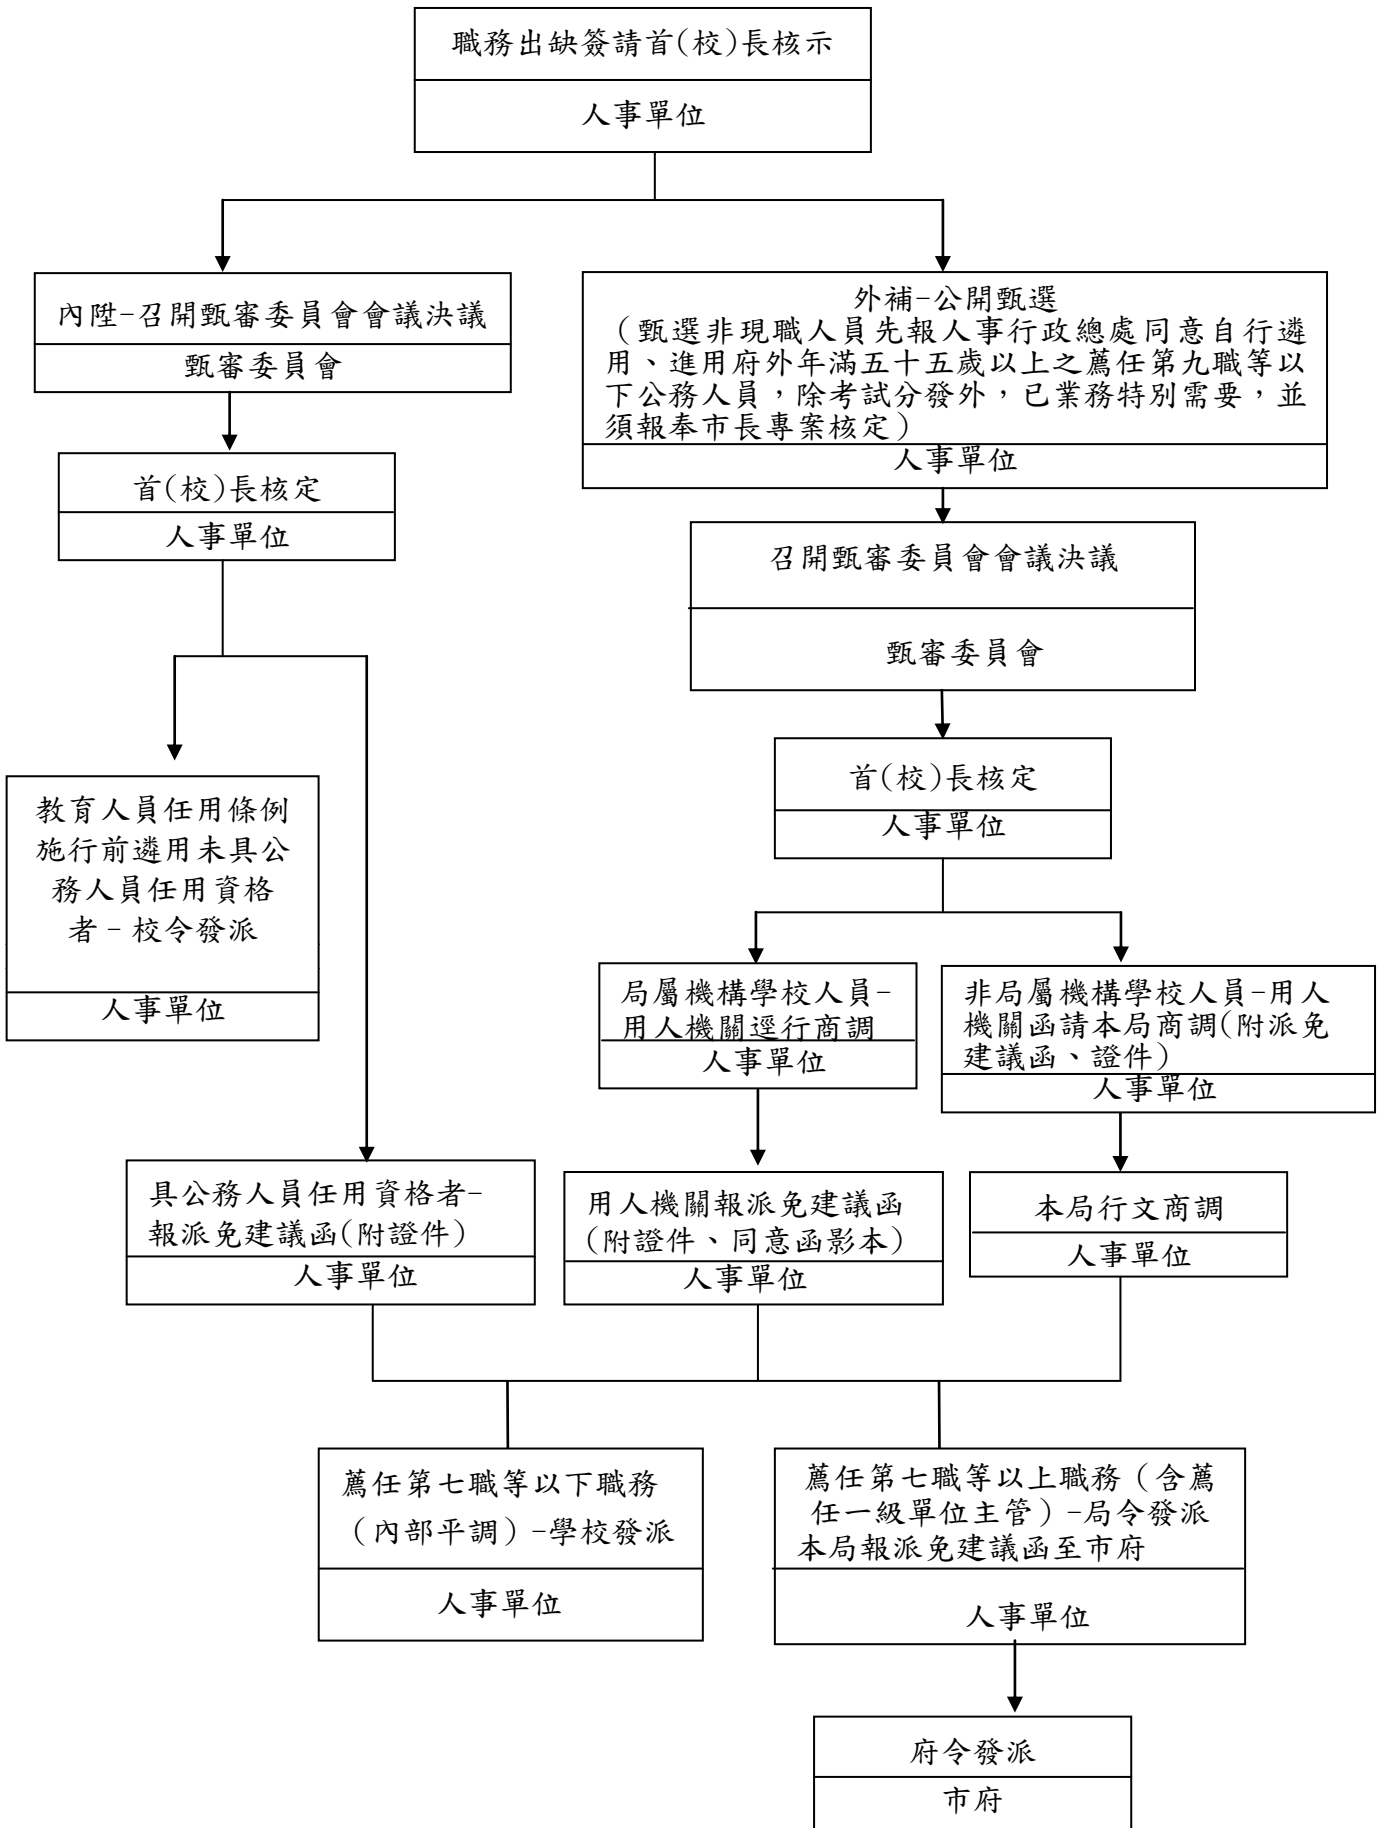 職務出缺簽請首(校)長核示
人事單位
內陞-召開甄審委員會會議決議
甄審委員會
外補-公開甄選
（甄選非現職人員先報人事行政總處同意自行遴
用、進用府外年滿五十五歲以上之薦任第九職等以
下公務人員，除考試分發外，已業務特別需要，並
須報奉市長專案核定）
人事單位
首(校)長核定
人事單位
召開甄審委員會會議決議
甄審委員會
首(校)長核定
人事單位
教育人員任用條例
施行前遴用未具公
務人員任用資格
者－校令發派
人事單位
局屬機構學校人員-
用人機關逕行商調
人事單位
非局屬機構學校人員-用人
機關函請本局商調(附派免
建議函、證件)
人事單位
具公務人員任用資格者-
報派免建議函(附證件)
人事單位
用人機關報派免建議函
(附證件、同意函影本)
人事單位
本局行文商調
人事單位
薦任第七職等以下職務
（內部平調）-學校發派
人事單位
薦任第七職等以上職務（含薦
任一級單位主管）-局令發派
本局報派免建議函至市府
人事單位
府令發派
市府